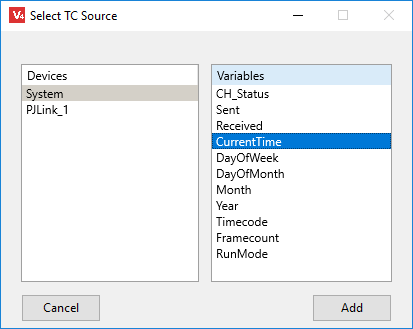 V4 Select TC Source
Devices
System
PJLink_1
Variables
CH_Status
Sent
Received
CurrentTime
DayOfWeek
DayOfMonth
Month
Year
Timecode
Framecount
RunMode
Cancel
Add